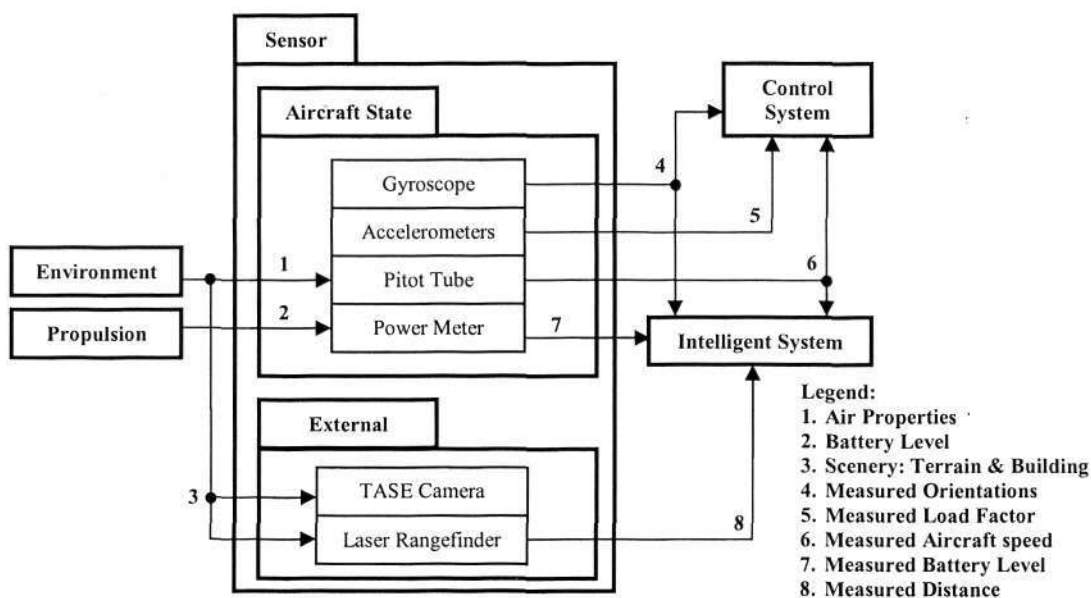 Sensor
Aircraft State
Control
System
4
Gyroscope
5
Accelerometers
Environment
1
Pitot Tube
6
Propulsion
2
Power Meter
7
Intelligent System
External
3
TASE Camera
Laser Rangefinder
8
Legend:
1. Air Properties
2. Battery Level
3. Scenery: Terrain & Building
4. Measured Orientations
5. Measured Load Factor
6. Measured Aircraft speed
7. Measured Battery Level
8. Measured Distance